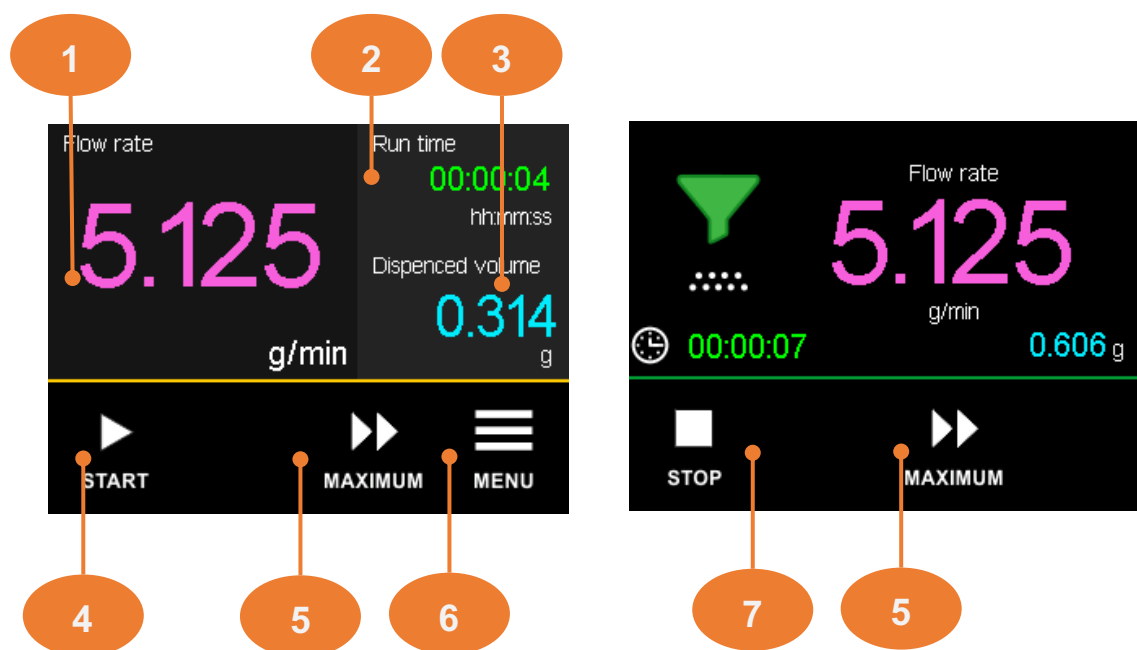 1
2
3
Flow rate
5.125
g/min
Run time
00:00:04
hh:mm:ss
Dispenced volume
0.314
g
START
MAXIMUM
MENU
4
5
6
Flow rate
5.125
g/min
00:00:07
0.606 g
STOP
MAXIMUM
7
5